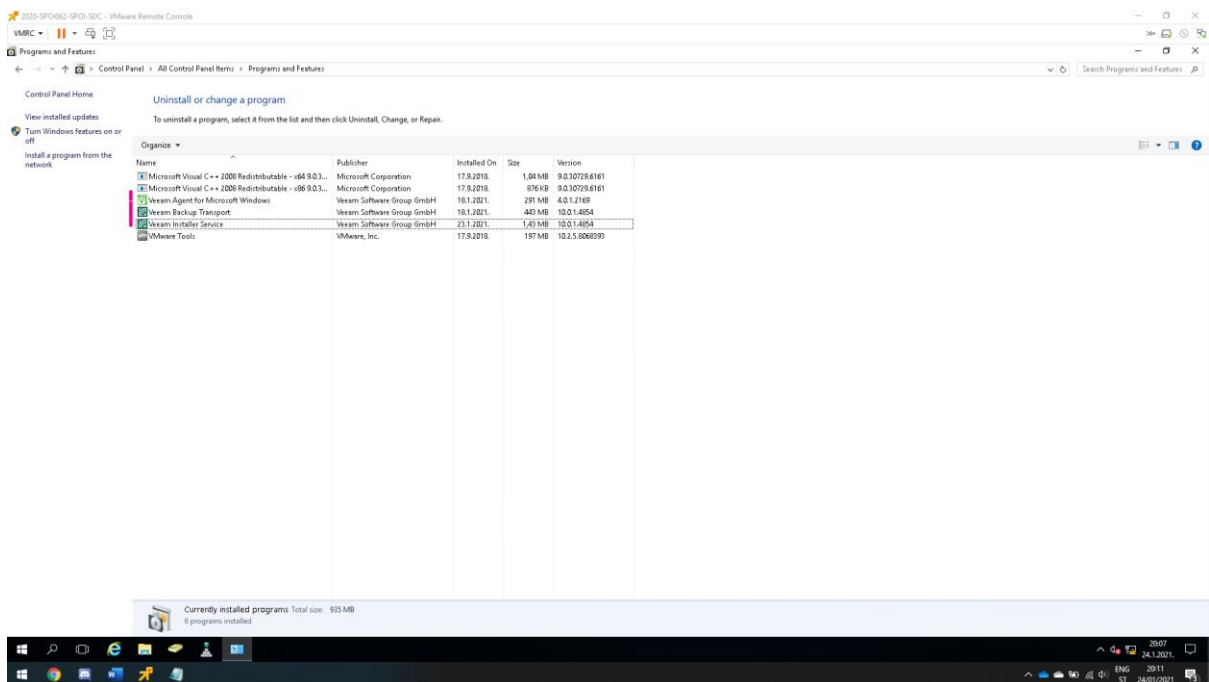 2020-SPOI062-SPOI-SDC - VMware Remote Console
VMRC
Programs and Features
Control Panel > All Control Panel Items > Programs and Features
Search Programs and Features
Control Panel Home
View installed updates
Turn Windows features on or
off
Install a program from the
network
Uninstall or change a program
To uninstall a program, select it from the list and then click Uninstall, Change, or Repair.
Organize
Name Publisher Installed On Size Version
Microsoft Visual C++ 2008 Redistributable - x64 9.0.3... Microsoft Corporation 17.9.2018. 1,04 MB 9.0.30729.6161
Microsoft Visual C++ 2008 Redistributable - x86 9.0.3... Microsoft Corporation 17.9.2018. 876 KB 9.0.30729.6161
Veeam Agent for Microsoft Windows Veeam Software Group GmbH 18.1.2021. 291 MB 4.0.1.2169
Veeam Backup Transport Veeam Software Group GmbH 18.1.2021. 443 MB 10.0.1.4854
Veeam Installer Service Veeam Software Group GmbH 23.1.2021. 1,43 MB 10.0.1.4854
VMware Tools VMware, Inc. 17.9.2018. 197 MB 10.2.5.8068393
Currently installed programs Total size: 935 MB
6 programs installed
20:07
24.1.2021.
ENG 20:11
ST 24/01/2021